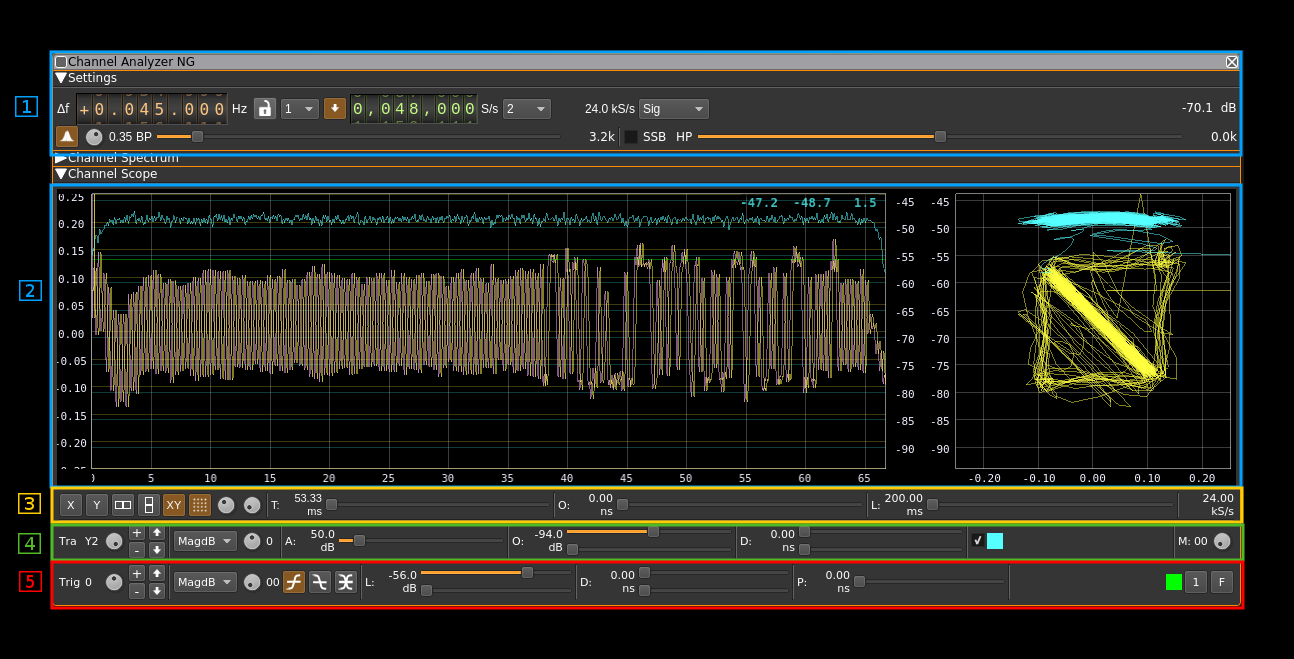 Channel Analyzer NG
Settings
1
Δf +0.045.000 Hz 1 0,048,000 S/s 2 24.0 kS/s Sig -70.1 dB
0.35 BP 3.2k SSB HP 0.0k
Channel Spectrum
Channel Scope
2
0.25 0.20 0.15 0.10 0.05 0.00 -0.05 -0.10 -0.15 -0.20
-47.2 -48.7 1.5
-45 -50 -55 -60 -65 -70 -75 -80 -85 -90
-45 -50 -55 -60 -65 -70 -75 -80 -85 -90
5 10 15 20 25 30 35 40 45 50 55 60 65
-0.20 -0.10 0.00 0.10 0.20
3
X Y XY T: 53.33 ms O: 0.00 ns L: 200.00 ms 24.00 kS/s
4
Tra Y2 + - MagdB 0 A: 50.0 dB O: -94.0 dB D: 0.00 ns M: 00
5
Trig 0 + - MagdB 00 L: -56.0 dB D: 0.00 ns P: 0.00 ns 1 F